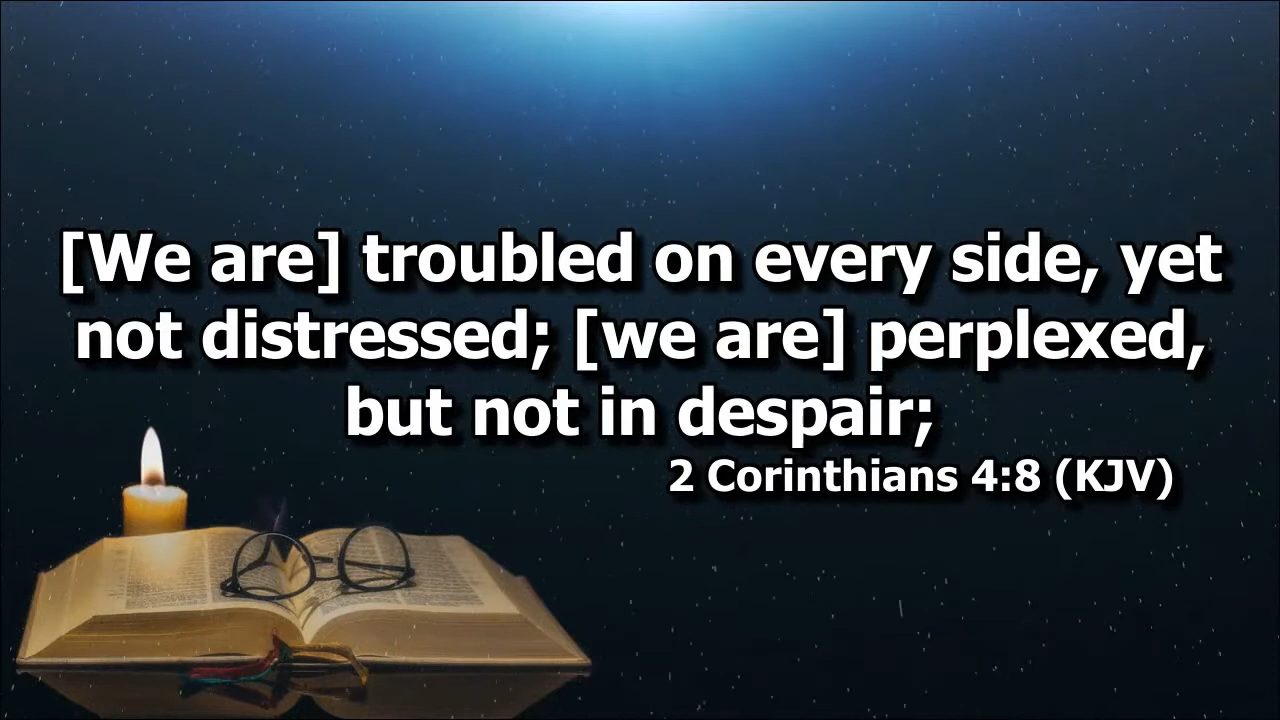 [We are] troubled on every side, yet
not distressed; [we are] perplexed,
but not in despair;
2 Corinthians 4:8 (KJV)